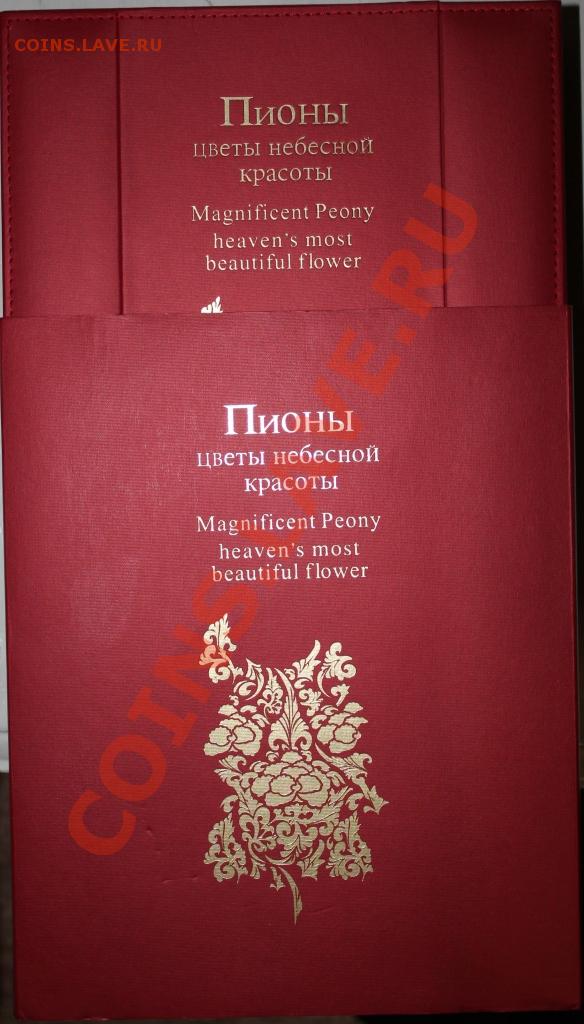 COINS.LAVE.RU
Пионы
цветы небесной
красоты
Magnificent Peony
heaven's most
beautiful flower
Пионы
цветы небесной
красоты
Magnificent Peony
heaven's most
beautiful flower
COINS.LAVE.RU